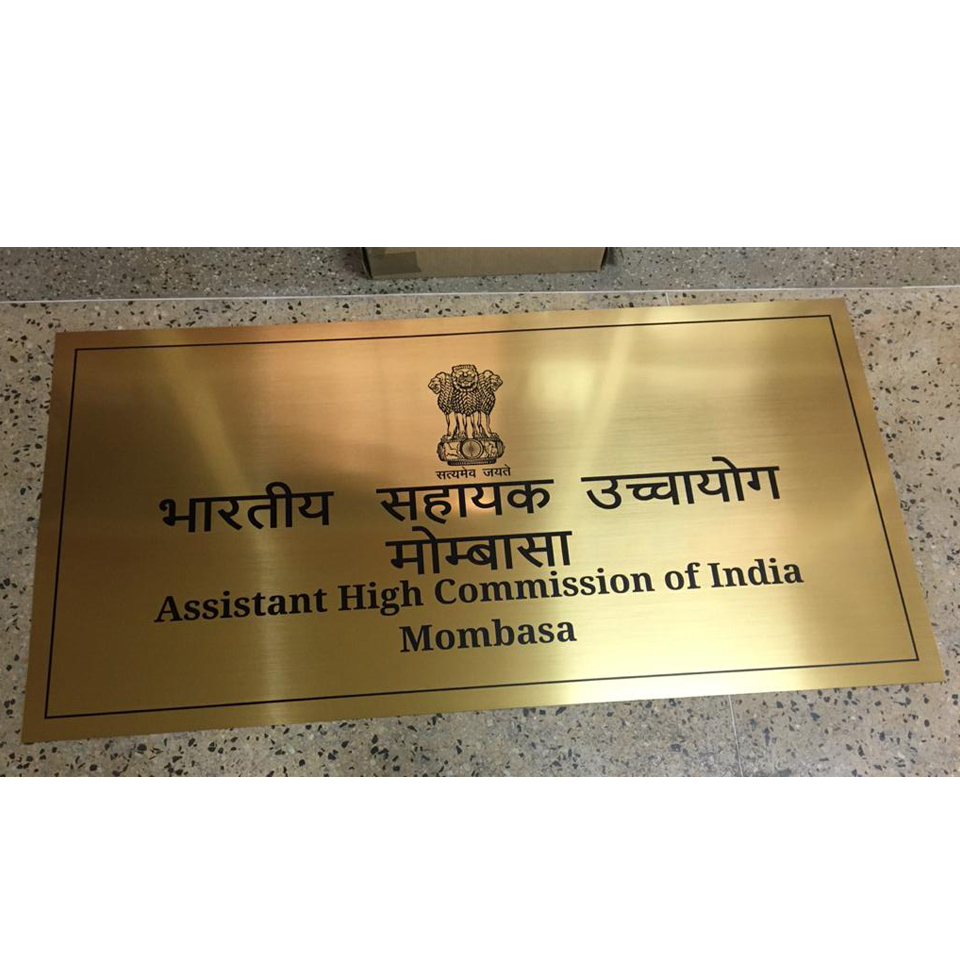 सत्यमेव जयते
भारतीय सहायक उच्चायोग
मोम्बासा
Assistant High Commission of India
Mombasa